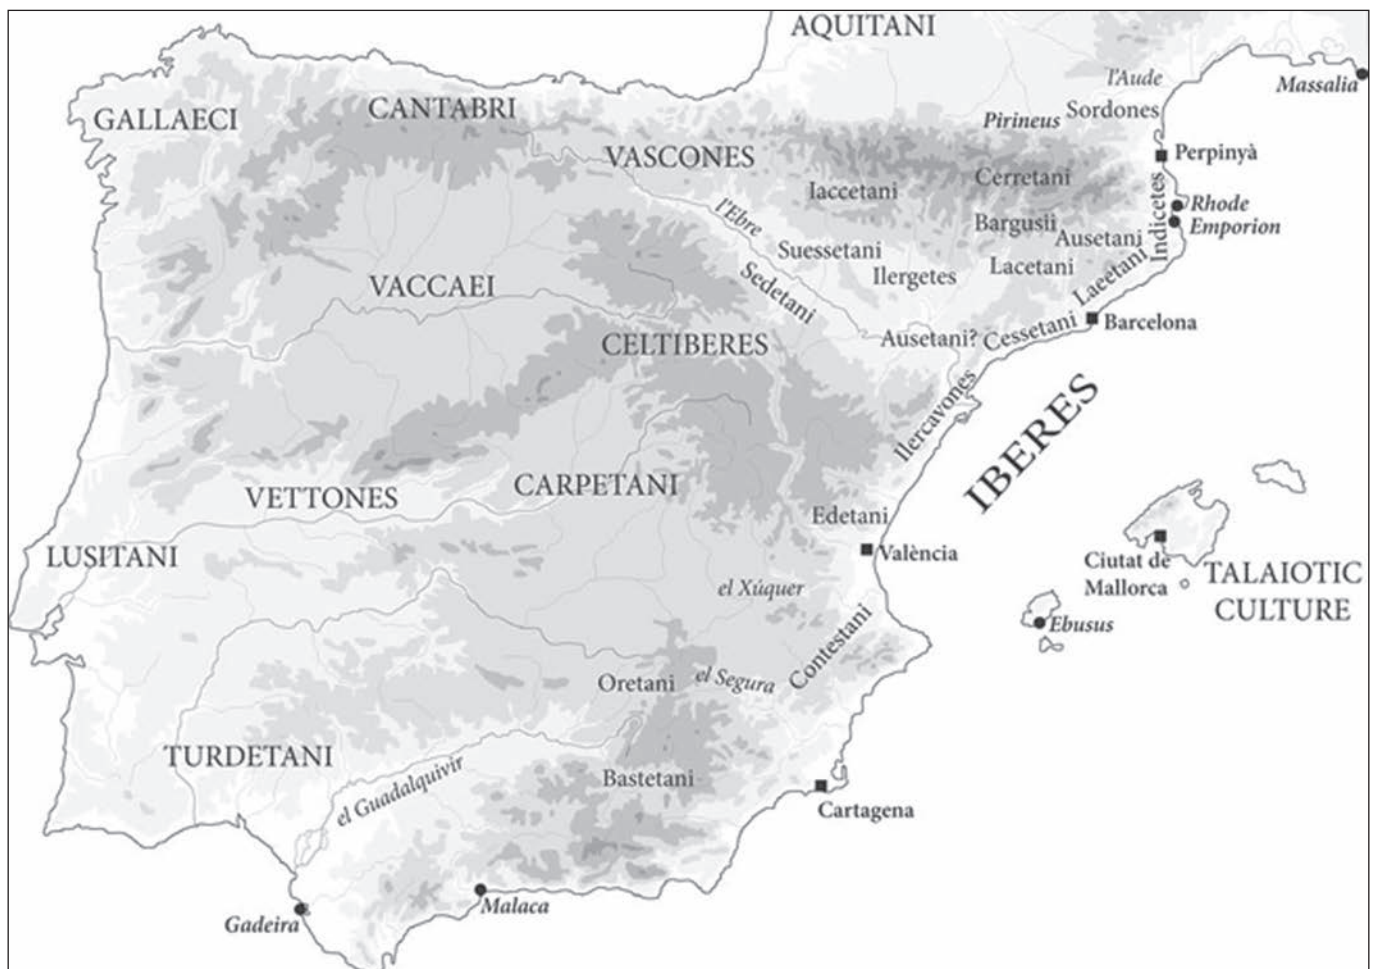 AQUITANI
l'Aude
Massalia
GALLAECI
CANTABRI
Pirineus
Sordones
VASCONES
Perpinyà
Iaccetani
Cerretani
Indicetes
Rhode
Emporion
l'Ebre
Bargusii
Ausetani
Suessetani
Ilergetes
Lacetani
Laeetani
VACCAEI
Sedetani
CELTIBERES
Ausetani?
Cessetani
Barcelona
Ilercavones
IBERES
VETTONES
CARPETANI
Edetani
LUSITANI
València
Ciutat de
Mallorca
TALAIOTIC
CULTURE
el Xúquer
Ebusus
Contestani
Oretani
el Segura
TURDETANI
el Guadalquivir
Bastetani
Cartagena
Malaca
Gadeira